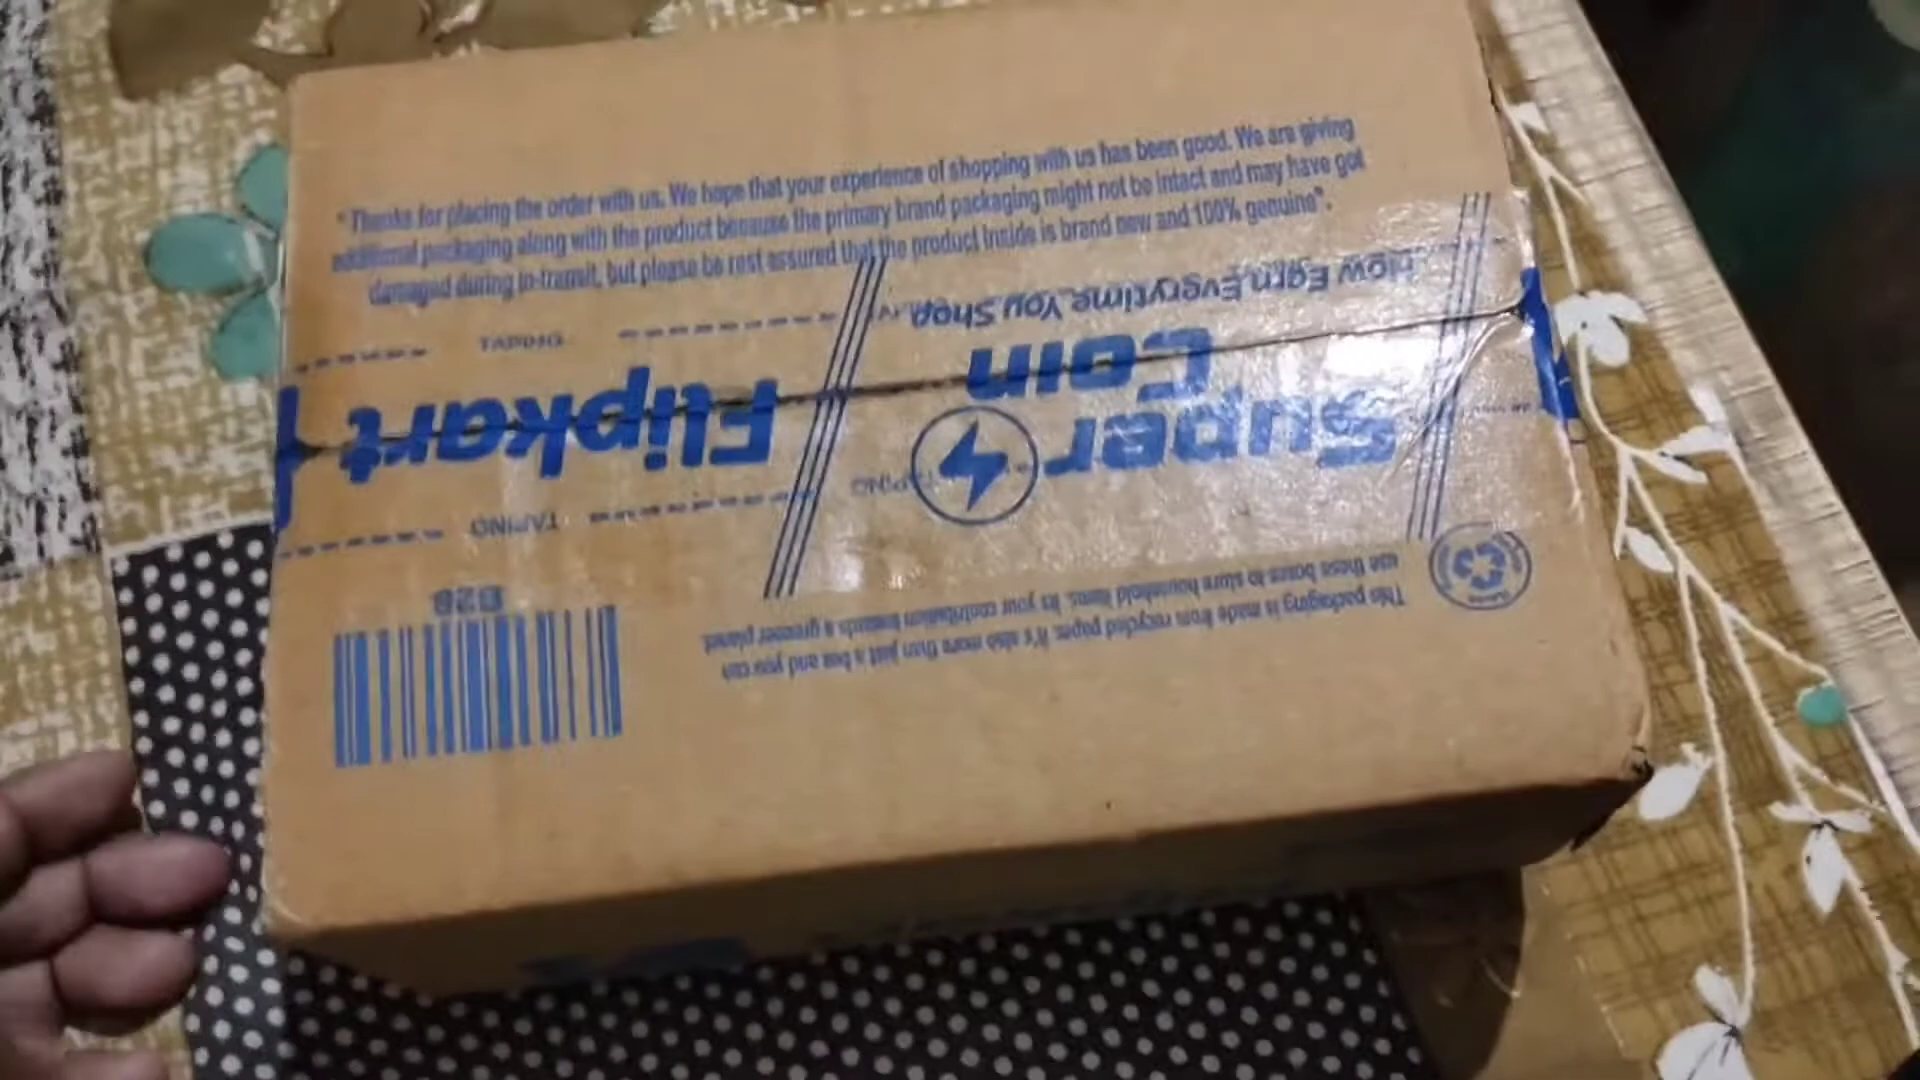 "Thanks for placing the order with us. We hope that your experience of shopping with us has been good. We are giving
additional packaging along with the product because the primary brand packaging might not be intact and may have got
damaged during in-transit, but please be rest assured that the product inside is brand new and 100% genuine".
Now Earn Everytime You Shop
TAPING
Super
Coin
Flipkart
TAPING
TAPING
B28
This packaging is made from recycled paper. It's also more than just a box and you can
use these boxes to store household items. Its your contribution towards a greener planet.